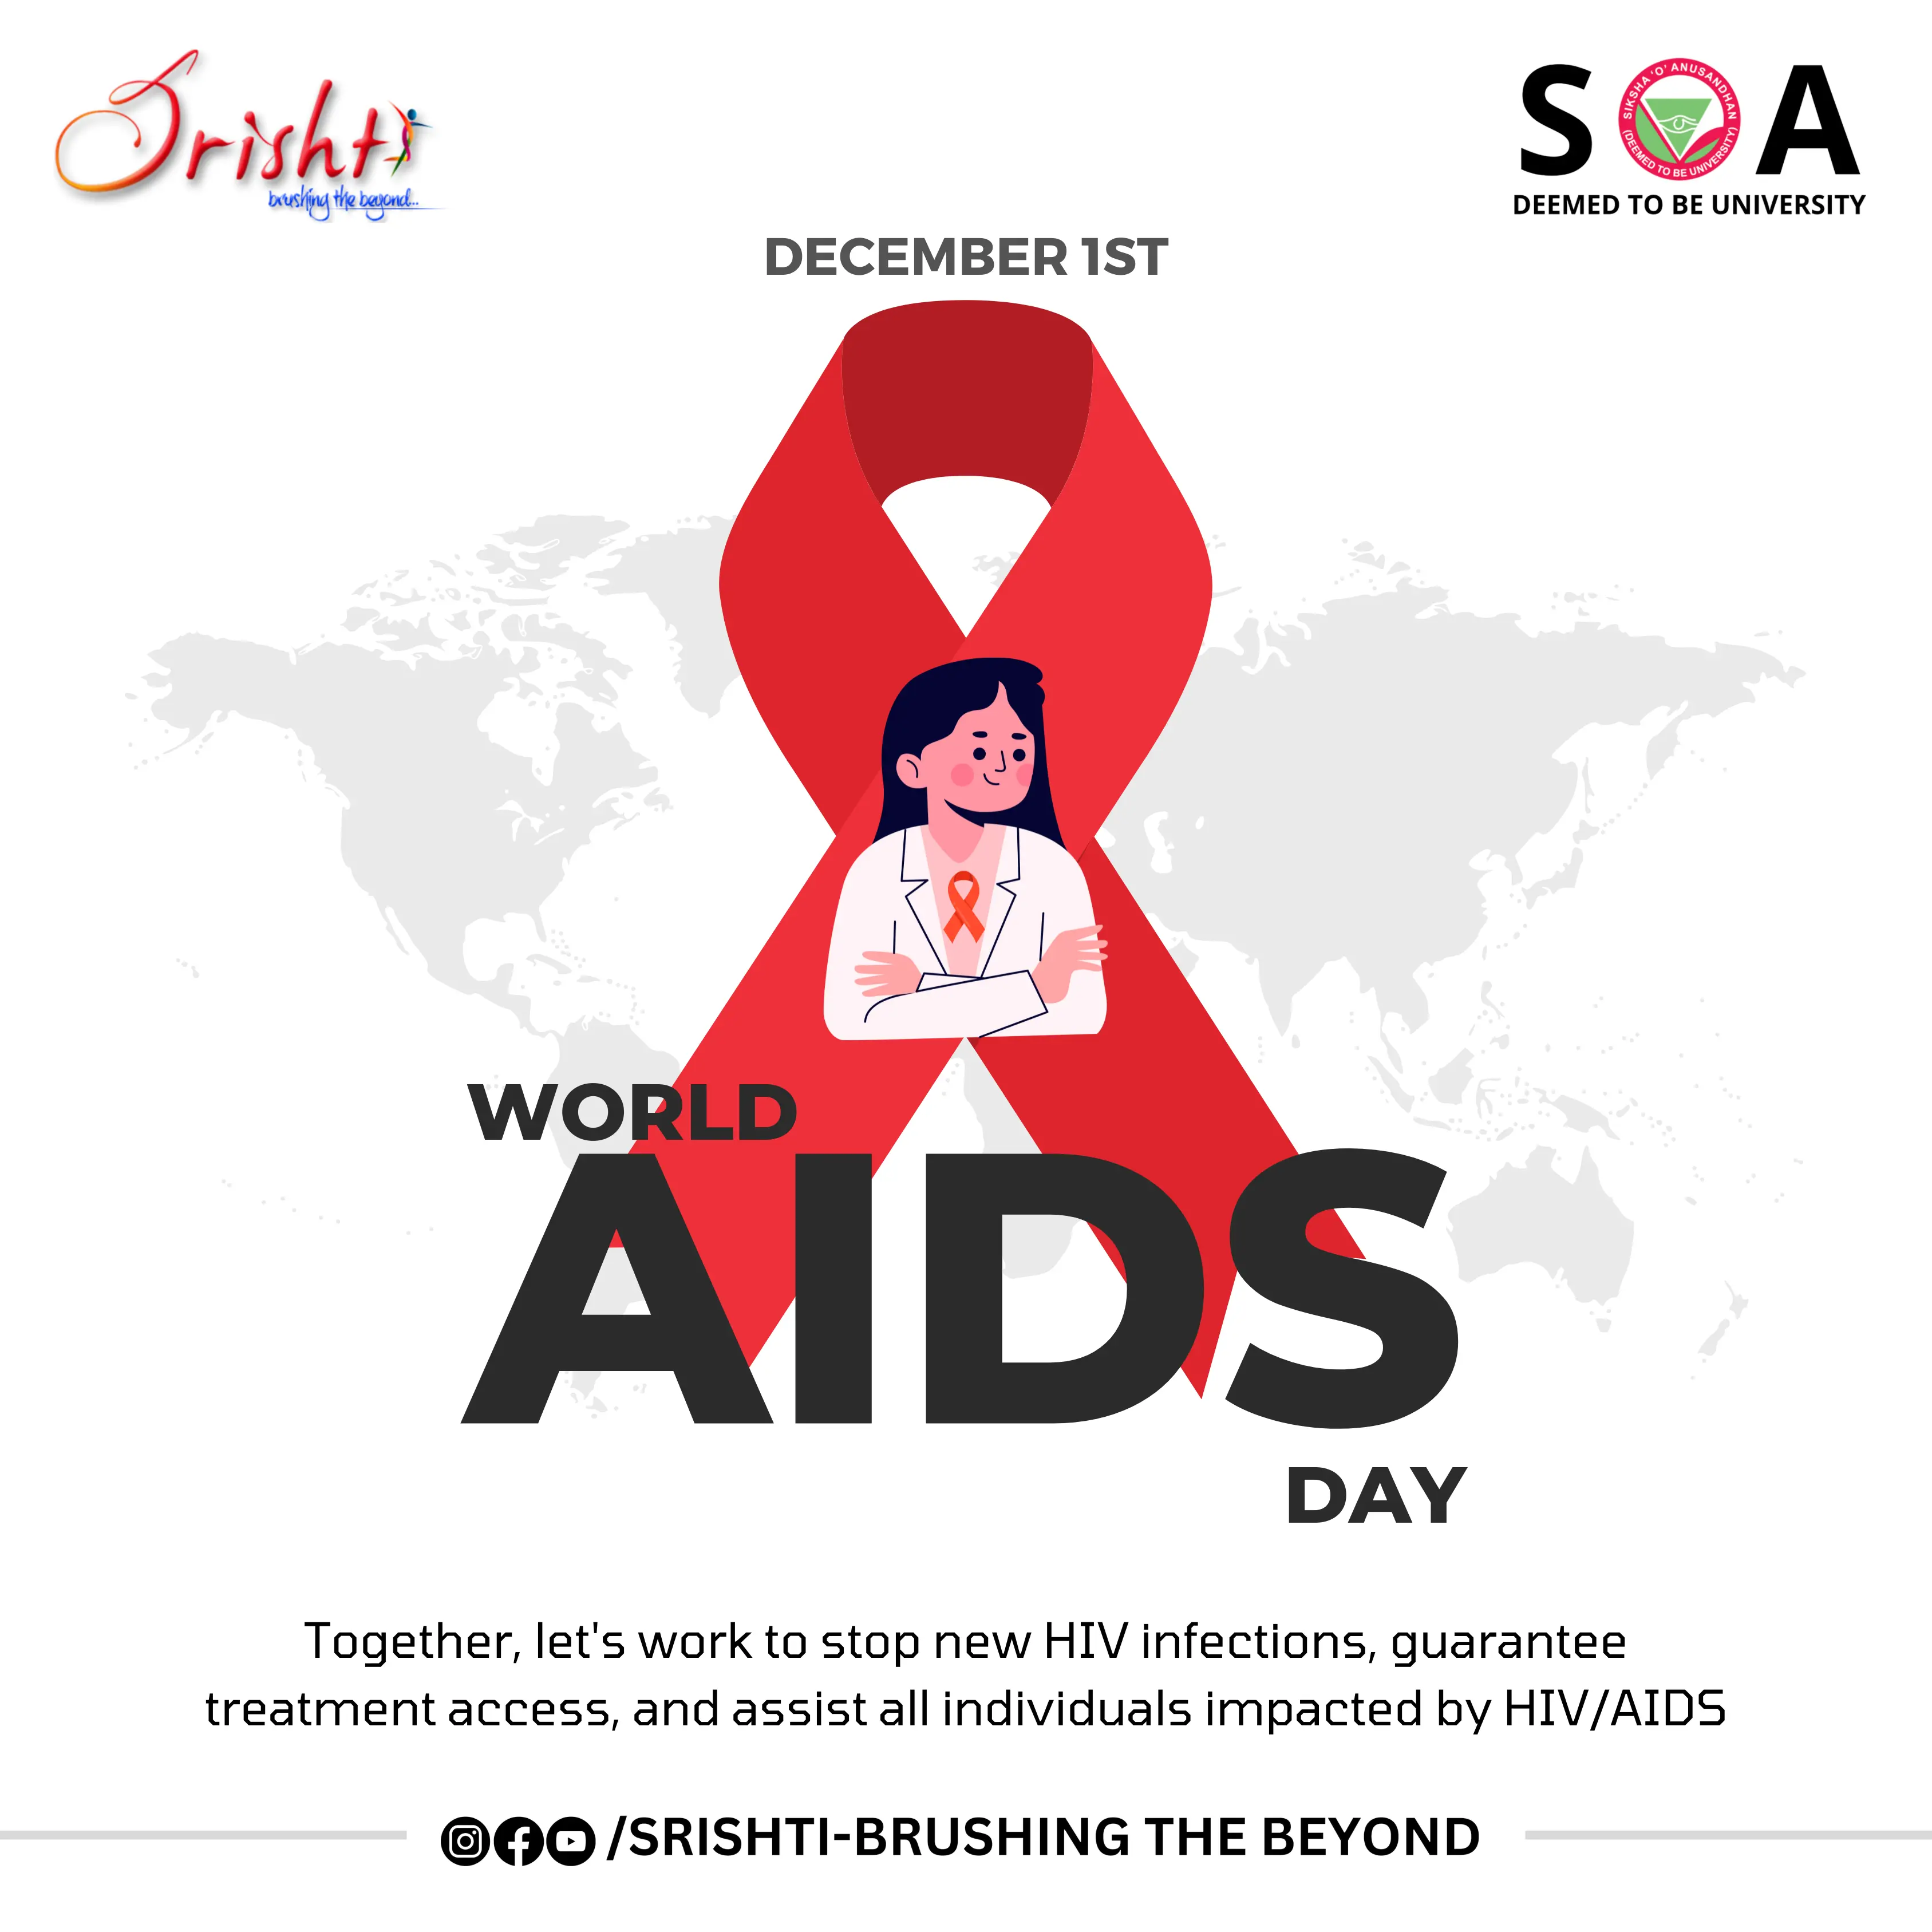 Srishti
brushing the beyond...
S A
SIKSHA 'O' ANUSANDHAN
(DEEMED TO BE UNIVERSITY)
DEEMED TO BE UNIVERSITY
DECEMBER 1ST
WORLD
AIDS
DAY
Together, let's work to stop new HIV infections, guarantee
treatment access, and assist all individuals impacted by HIV/AIDS
/SRISHTI-BRUSHING THE BEYOND